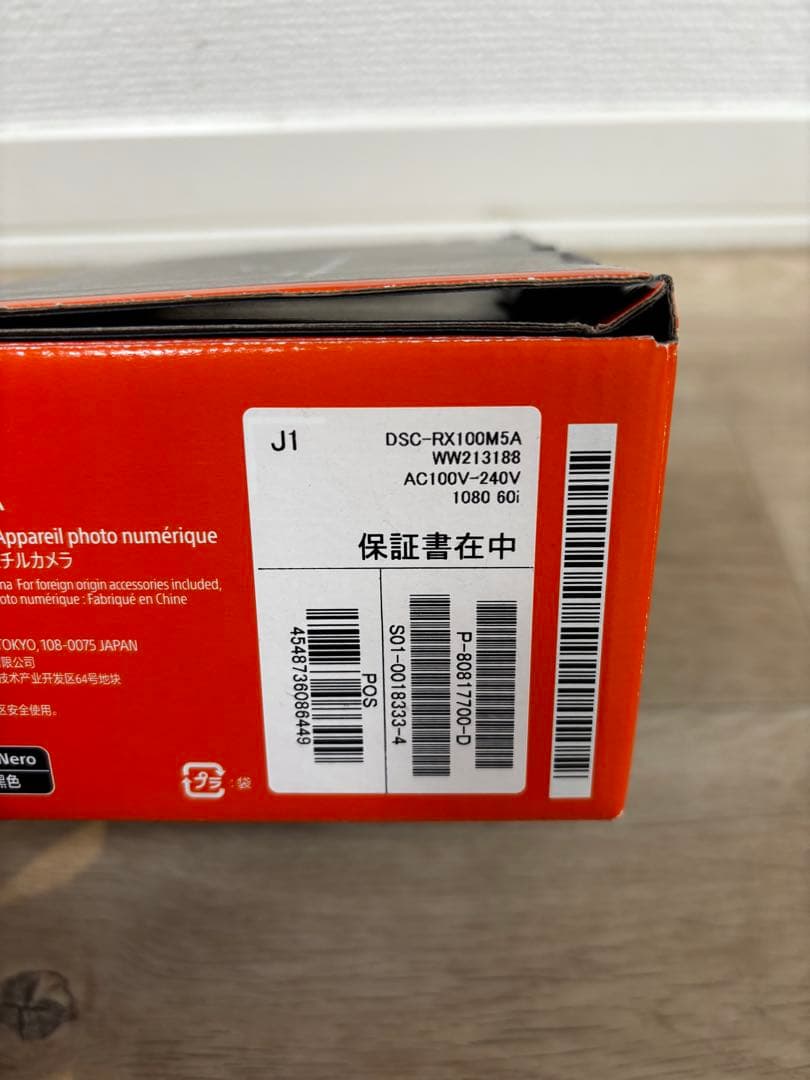 Appareil photo numérique
チルカメラ
na For foreign origin accessories included,
oto numérique : Fabriqué en Chine
TOKYO, 108-0075 JAPAN
限公司
技术产业开发区64号地块
区安全使用。
Nero
黑色
プラ : 袋
J1
DSC-RX100M5A
WW213188
AC100V-240V
1080 60i
保証書在中
POS
4548736086449
S01-0018333-4
P-80817700-D